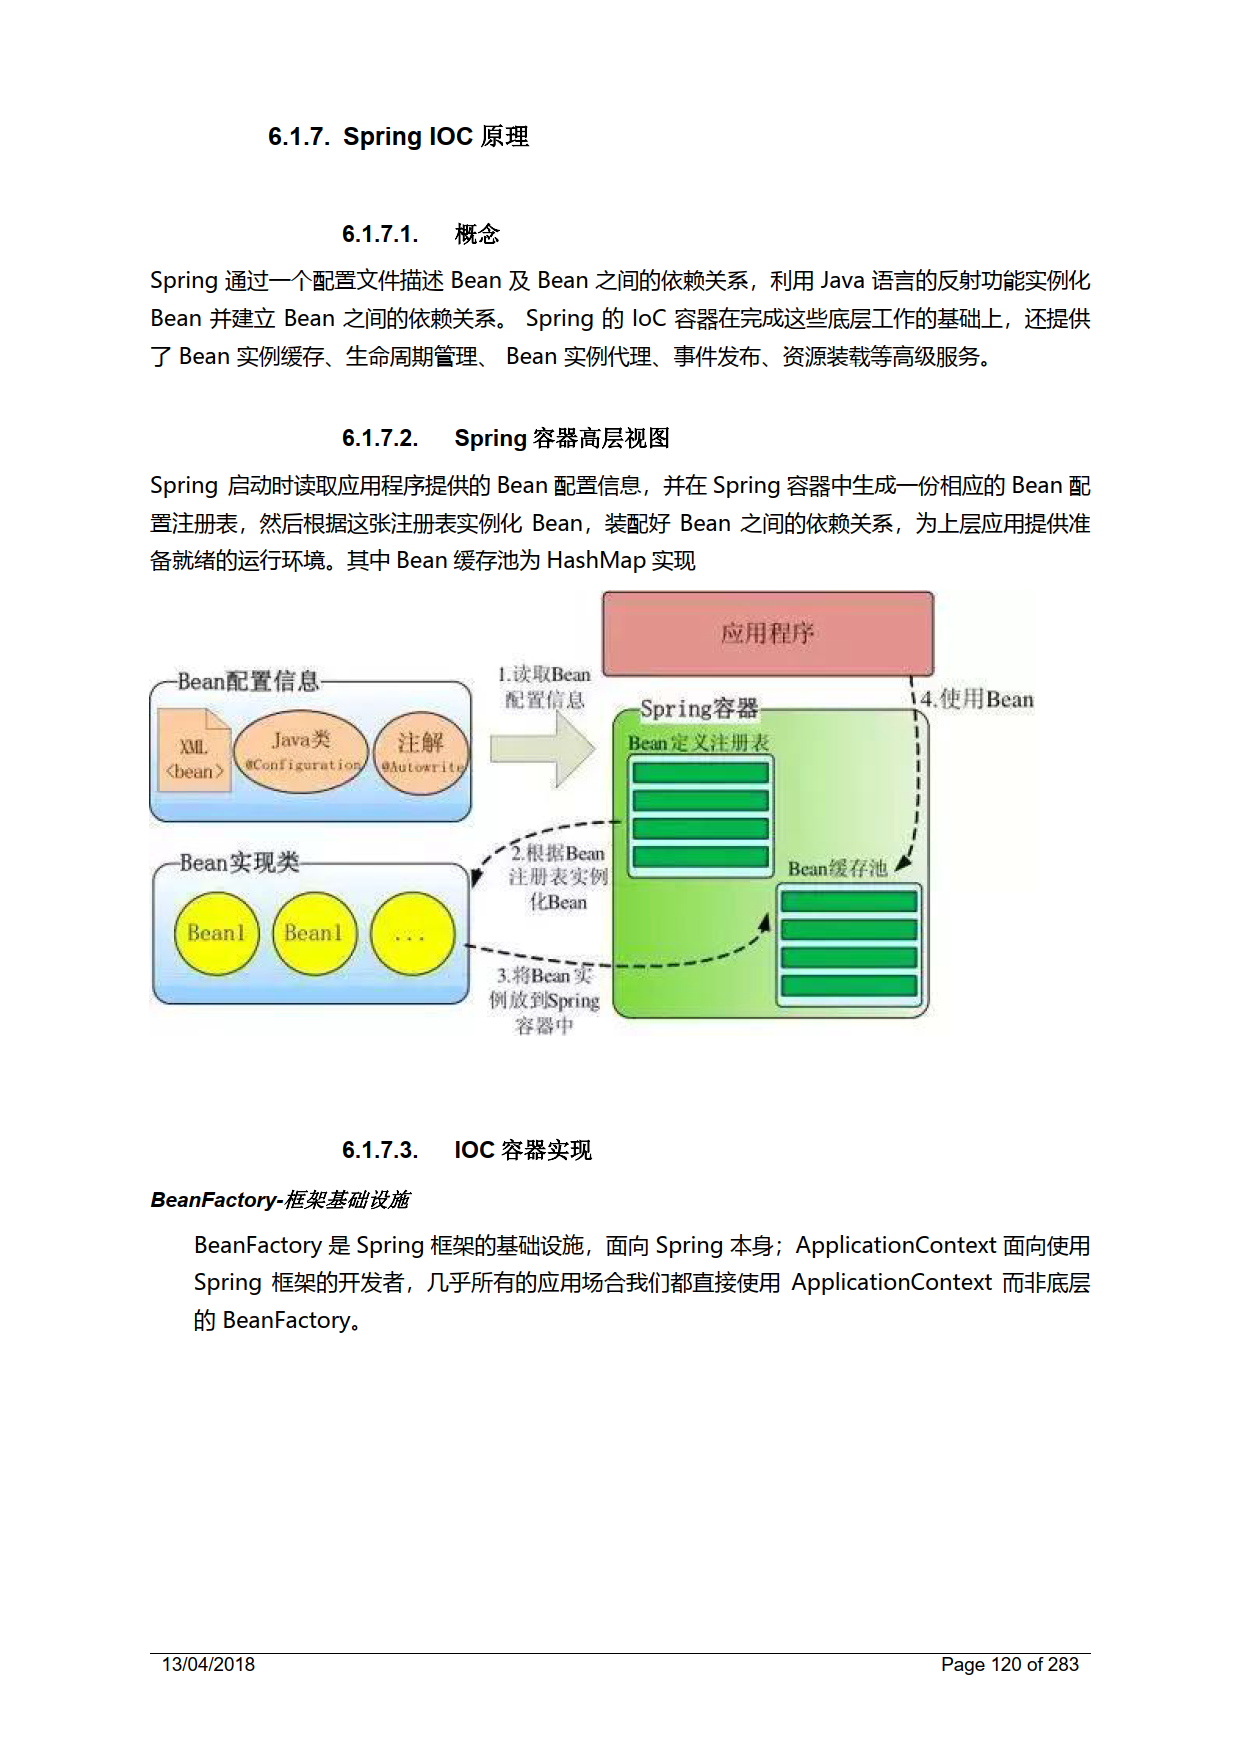 6.1.7. Spring IOC 原理
6.1.7.1. 概念
Spring 通过一个配置文件描述 Bean 及 Bean 之间的依赖关系，利用 Java 语言的反射功能实例化
Bean 并建立 Bean 之间的依赖关系。 Spring 的 IoC 容器在完成这些底层工作的基础上，还提供
了 Bean 实例缓存、生命周期管理、 Bean 实例代理、事件发布、资源装载等高级服务。
6.1.7.2. Spring 容器高层视图
Spring 启动时读取应用程序提供的 Bean 配置信息，并在 Spring 容器中生成一份相应的 Bean 配
置注册表，然后根据这张注册表实例化 Bean，装配好 Bean 之间的依赖关系，为上层应用提供准
备就绪的运行环境。其中 Bean 缓存池为 HashMap 实现
应用程序
Bean配置信息
XML
<bean>
Java类
@Configuration
注解
@Autowrite
1.读取Bean
配置信息
4.使用Bean
Spring容器
Bean定义注册表
Bean缓存池
2.根据Bean
注册表实例
化Bean
Bean实现类
Bean1
Bean1
...
3.将Bean实
例放到Spring
容器中
6.1.7.3. IOC 容器实现
BeanFactory-框架基础设施
BeanFactory 是 Spring 框架的基础设施，面向 Spring 本身；ApplicationContext 面向使用
Spring 框架的开发者，几乎所有的应用场合我们都直接使用 ApplicationContext 而非底层
的 BeanFactory。
13/04/2018 Page 120 of 283